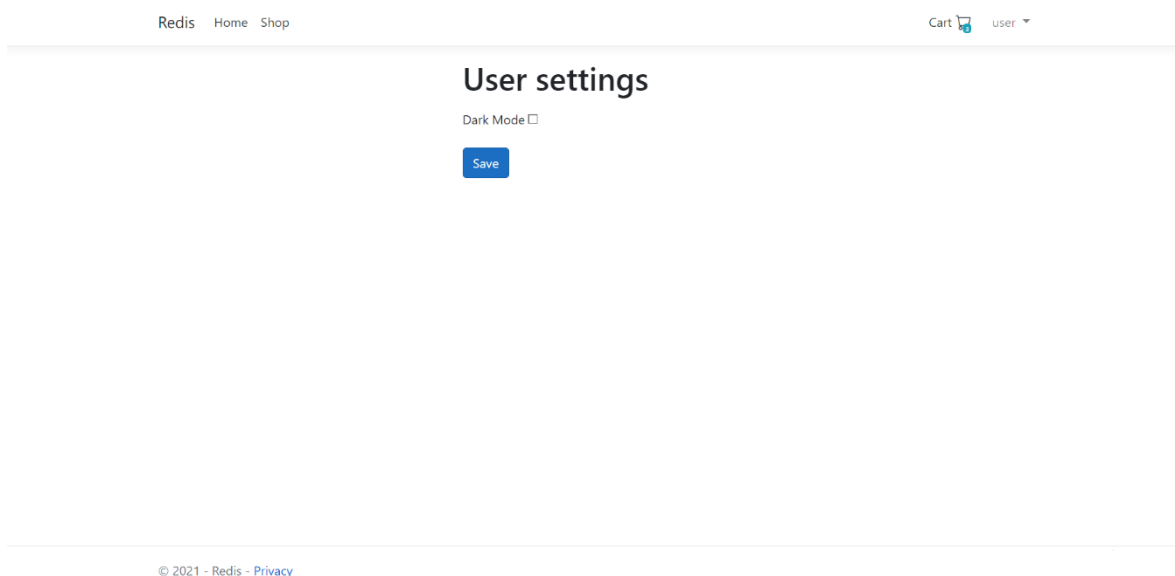 Redis Home Shop Cart user
User settings
Dark Mode
Save
© 2021 - Redis - Privacy